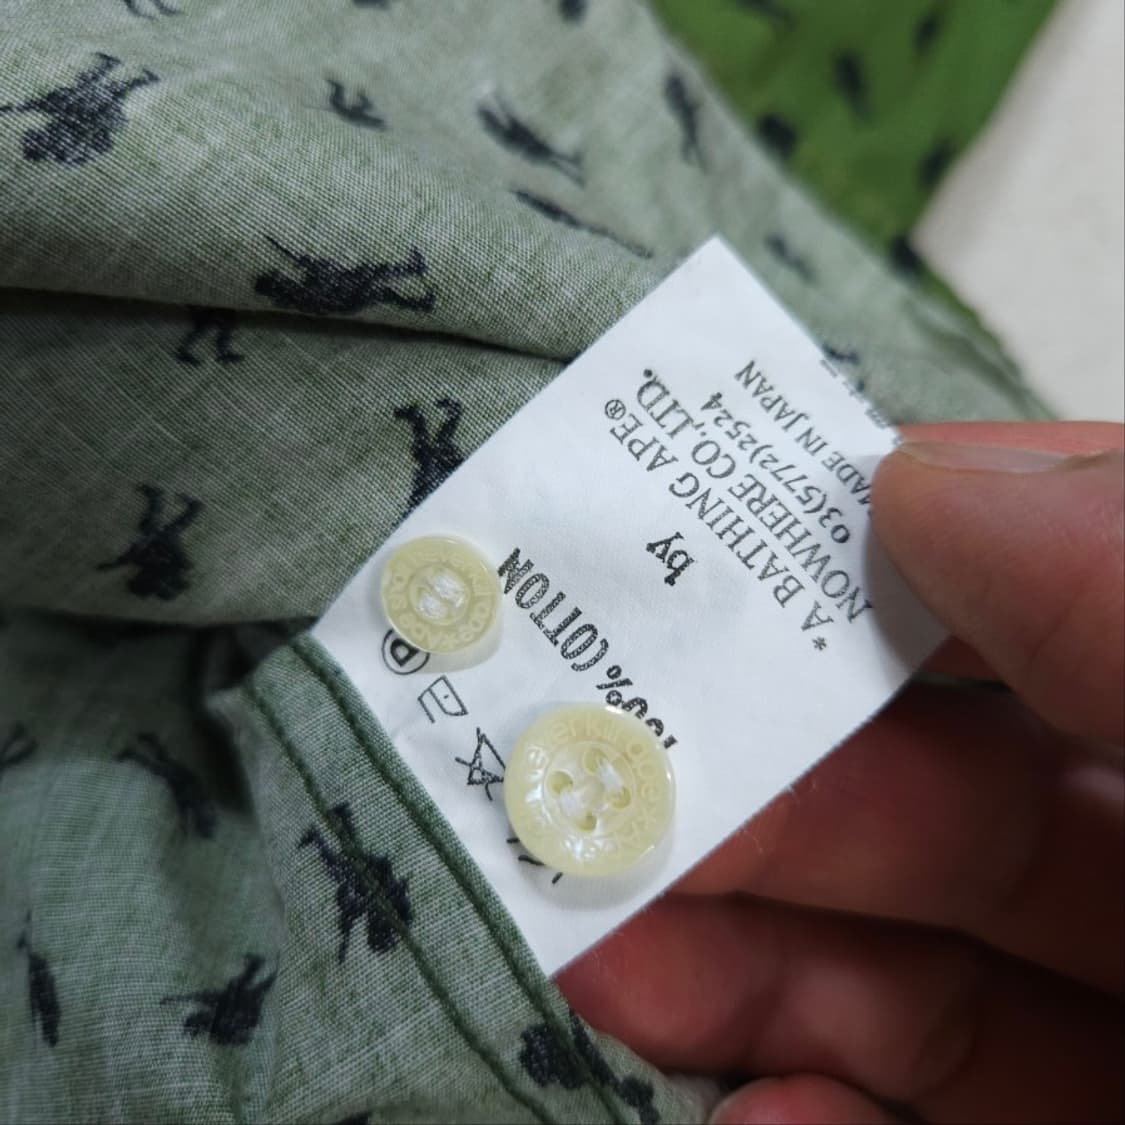 100% COTTON
by
*A BATHING APE®
NOWHERE CO.,LTD.
03(5772)2524
MADE IN JAPAN
P